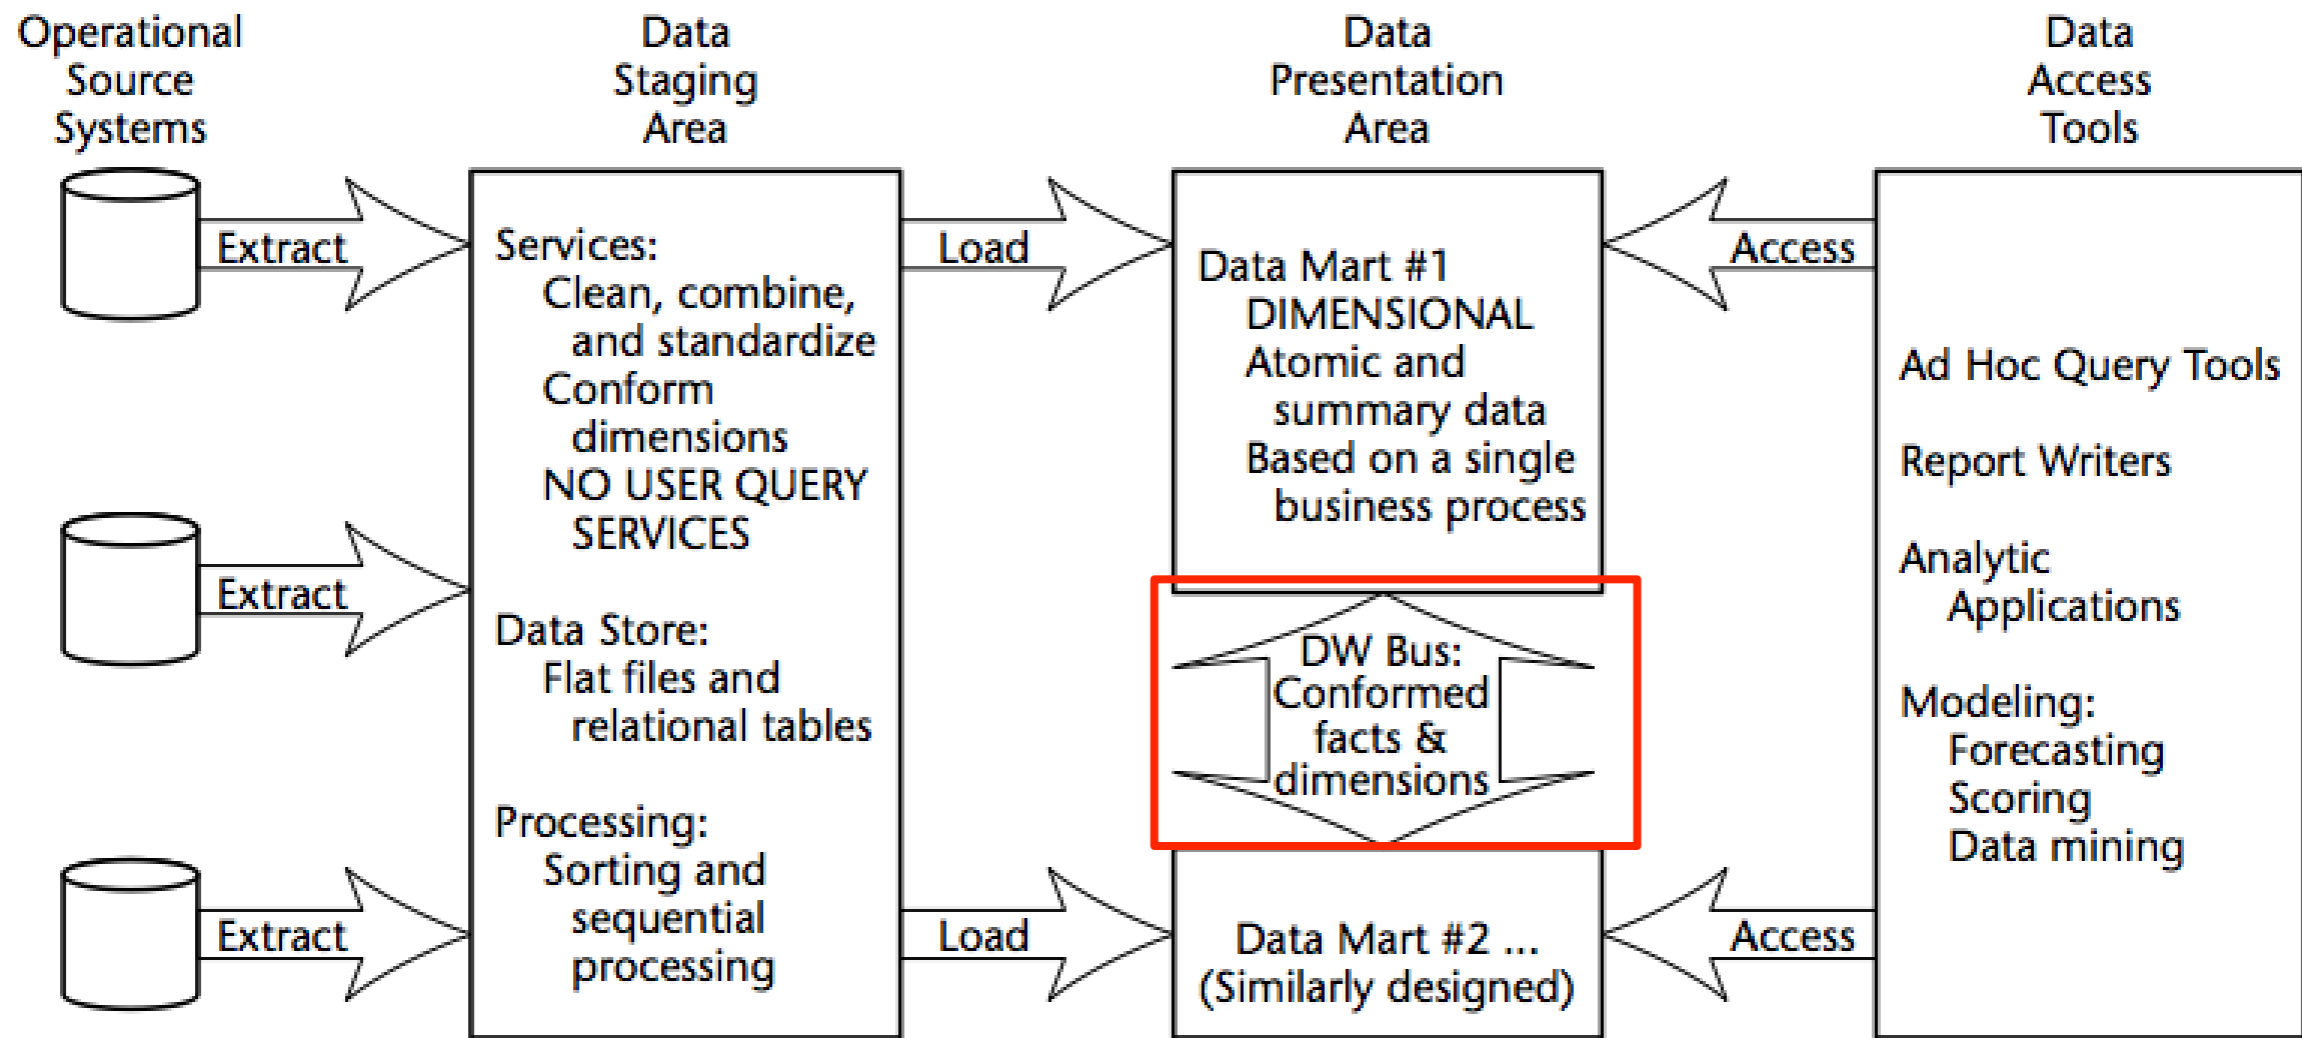 Operational
Source
Systems
Data
Staging
Area
Data
Presentation
Area
Data
Access
Tools
Extract
Extract
Extract
Services:
Clean, combine,
and standardize
Conform
dimensions
NO USER QUERY
SERVICES
Data Store:
Flat files and
relational tables
Processing:
Sorting and
sequential
processing
Load
Load
Data Mart #1
DIMENSIONAL
Atomic and
summary data
Based on a single
business process
DW Bus:
Conformed
facts &
dimensions
Data Mart #2 ...
(Similarly designed)
Access
Access
Ad Hoc Query Tools
Report Writers
Analytic
Applications
Modeling:
Forecasting
Scoring
Data mining